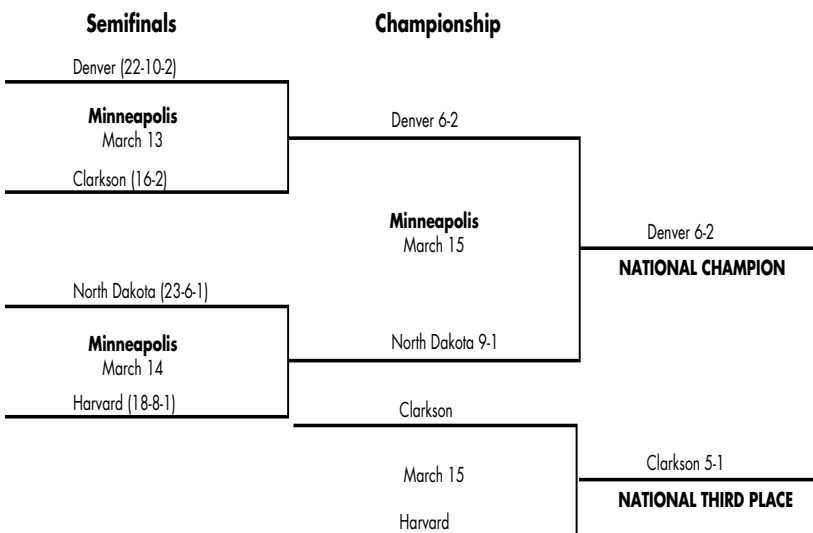 Semifinals
Championship
Denver (22-10-2)
Minneapolis
March 13
Clarkson (16-2)
Denver 6-2
Minneapolis
March 15
Denver 6-2
NATIONAL CHAMPION
North Dakota (23-6-1)
Minneapolis
March 14
Harvard (18-8-1)
North Dakota 9-1
Clarkson
March 15
Harvard
Clarkson 5-1
NATIONAL THIRD PLACE